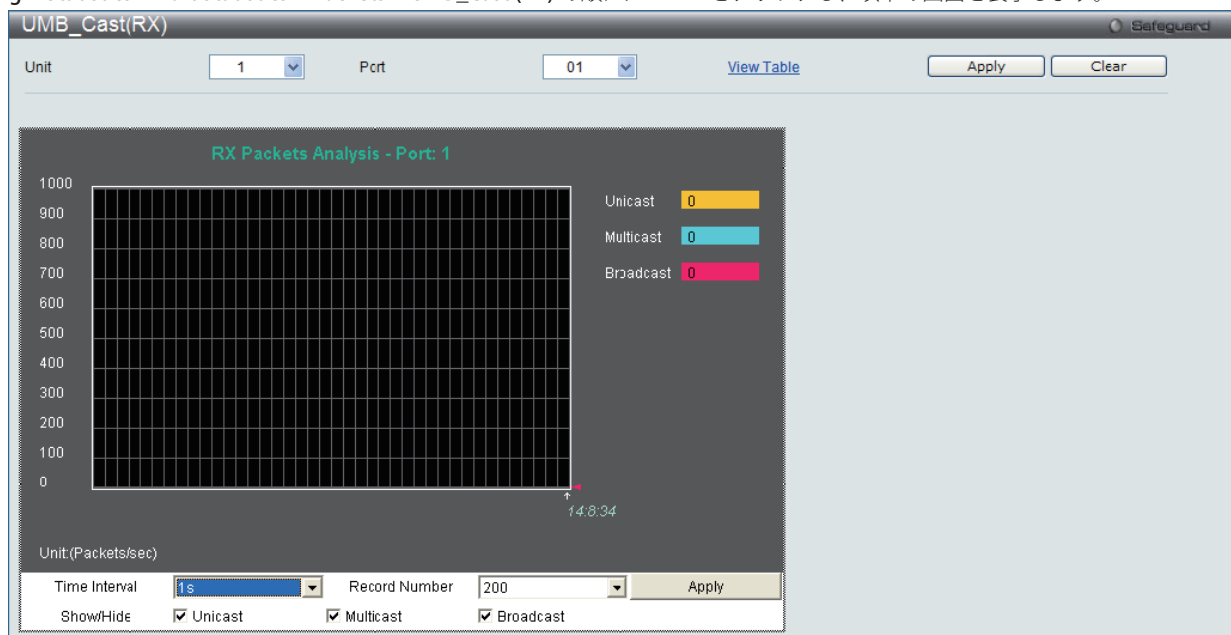 UMB_Cast(RX)
Safeguard
Unit 1 Port 01 View Table Apply Clear
RX Packets Analysis - Port: 1
1000
900
800
700
600
500
400
300
200
100
0
Unicast 0
Multicast 0
Broadcast 0
14:8:34
Unit:(Packets/sec)
Time Interval 1s Record Number 200 Apply
Show/Hide Unicast Multicast Broadcast